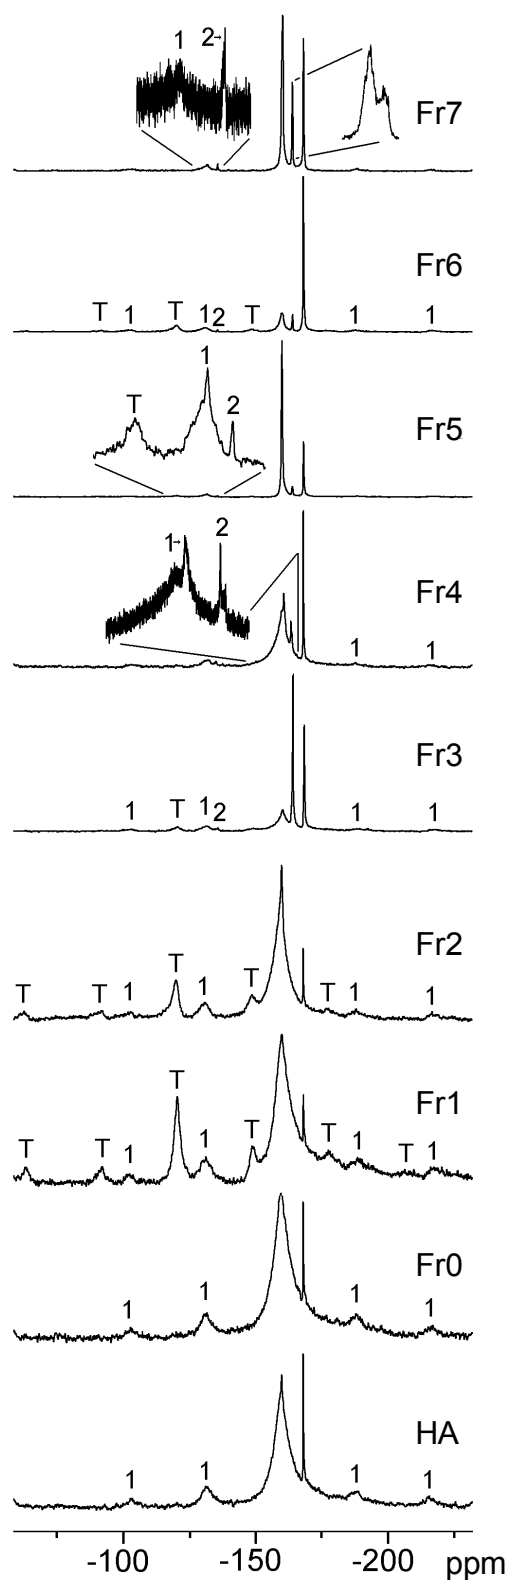 1 2→
Fr7
Fr6
T 1 T 1 2 T 1 1
1
T 2
Fr5
2
1→
Fr4
1 1
Fr3
1 T 1 2 1 1
Fr2
T T 1 T 1 T T 1 1
Fr1
T
T T 1 1 T T 1 T 1
Fr0
1 1 1 1
HA
1 1 1 1
-100 -150 -200 ppm